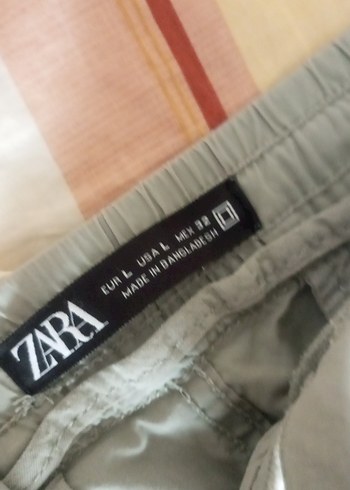 ZARA
EUR L USA L MEX 32
MADE IN BANGLADESH